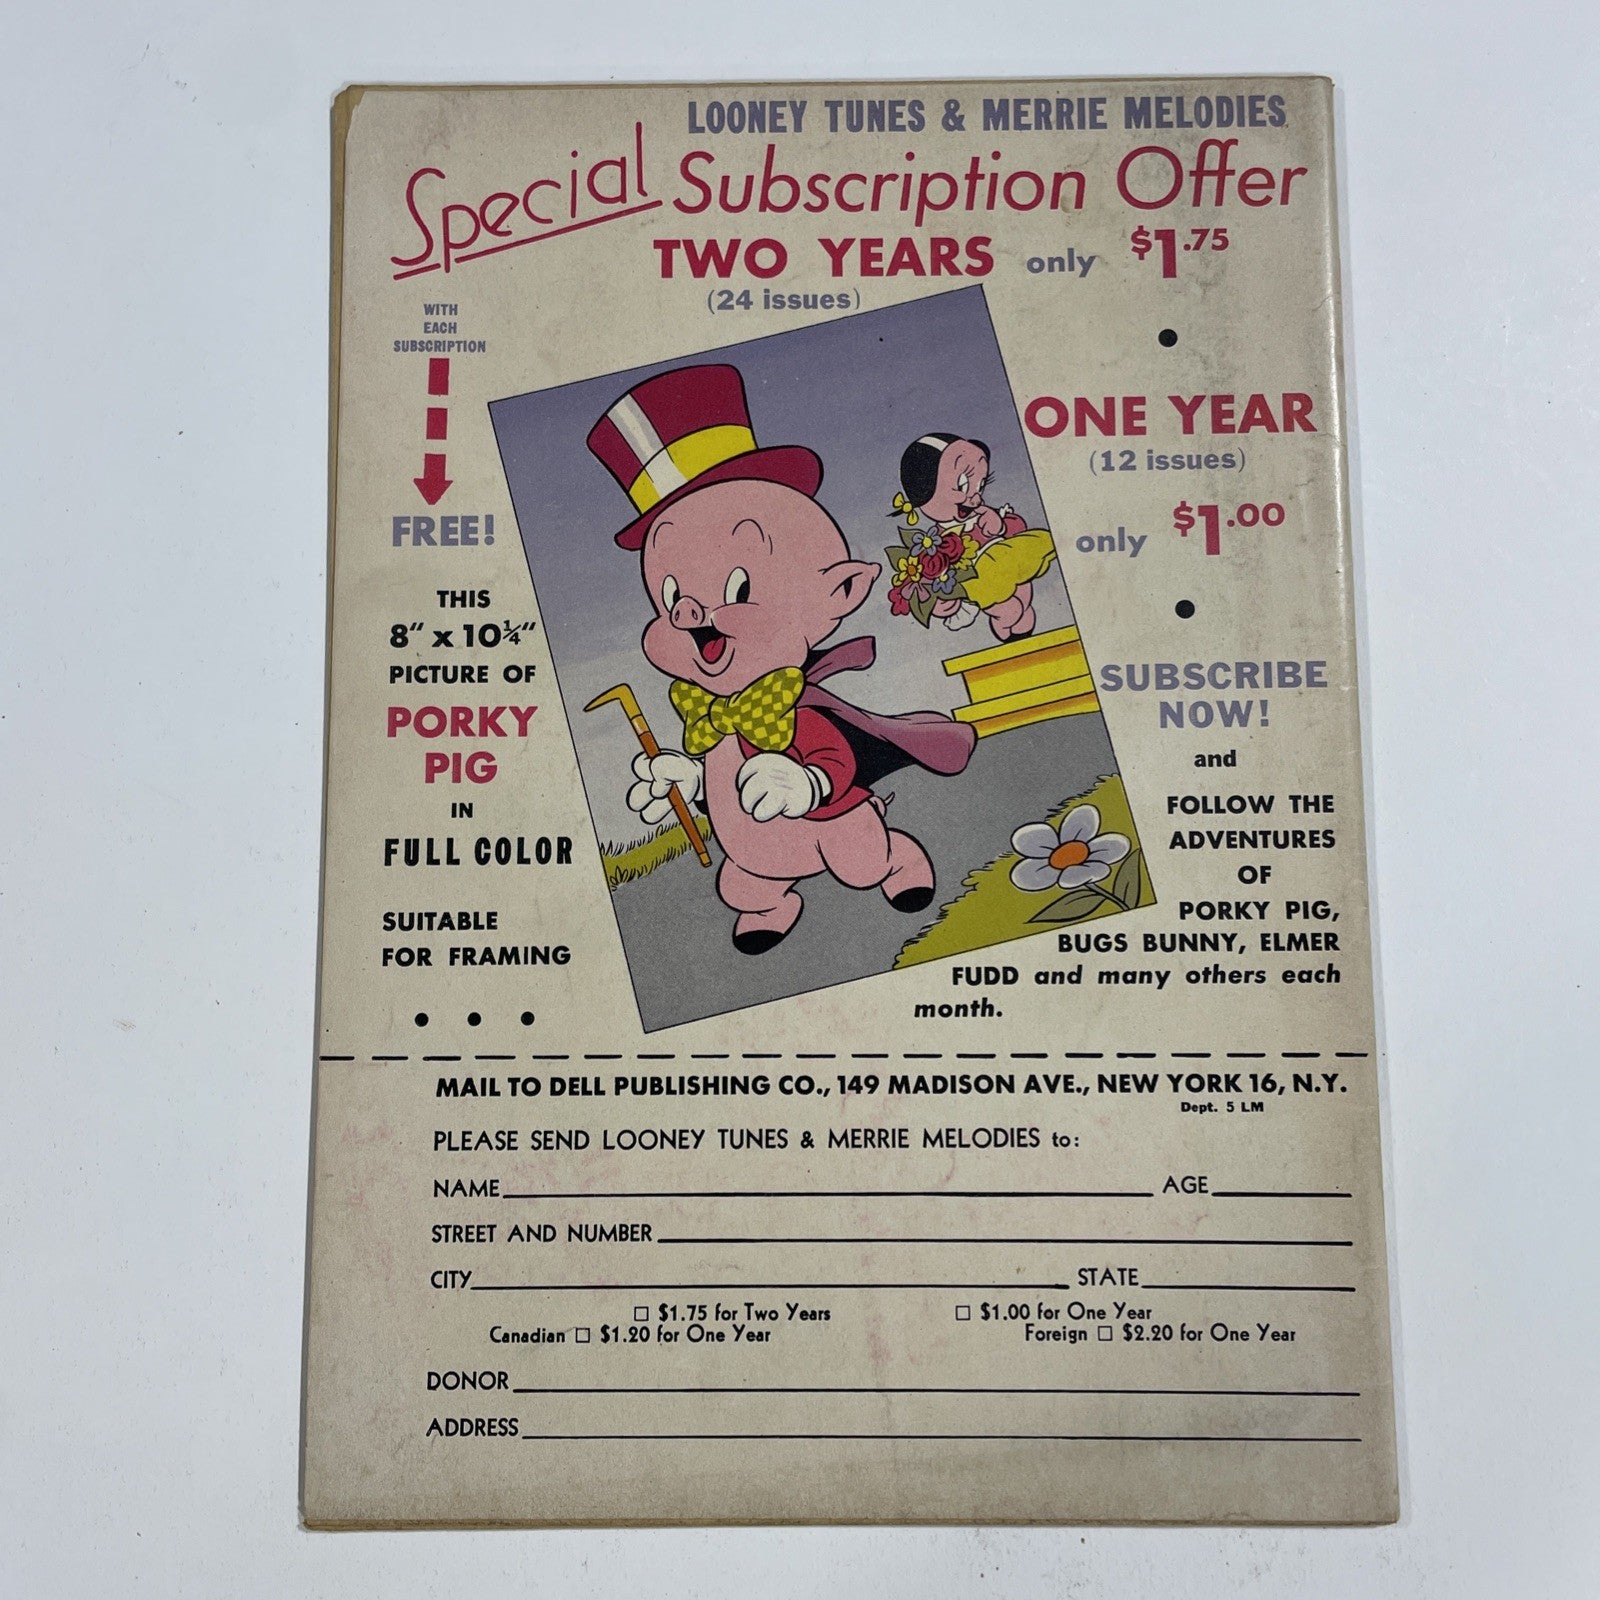 LOONEY TUNES & MERRIE MELODIES
Special Subscription Offer
TWO YEARS only $1.75
(24 issues)
WITH
EACH
SUBSCRIPTION
FREE!
THIS
8" x 10¼"
PICTURE OF
PORKY
PIG
IN
FULL COLOR
SUITABLE
FOR FRAMING
ONE YEAR
(12 issues)
only $1.00
SUBSCRIBE
NOW!
and
FOLLOW THE
ADVENTURES
OF
PORKY PIG,
BUGS BUNNY, ELMER
FUDD and many others each
month.
MAIL TO DELL PUBLISHING CO., 149 MADISON AVE., NEW YORK 16, N.Y.
Dept. 5 LM
PLEASE SEND LOONEY TUNES & MERRIE MELODIES to:
NAME AGE
STREET AND NUMBER
CITY STATE
☐ $1.75 for Two Years ☐ $1.00 for One Year
Canadian ☐ $1.20 for One Year Foreign ☐ $2.20 for One Year
DONOR
ADDRESS